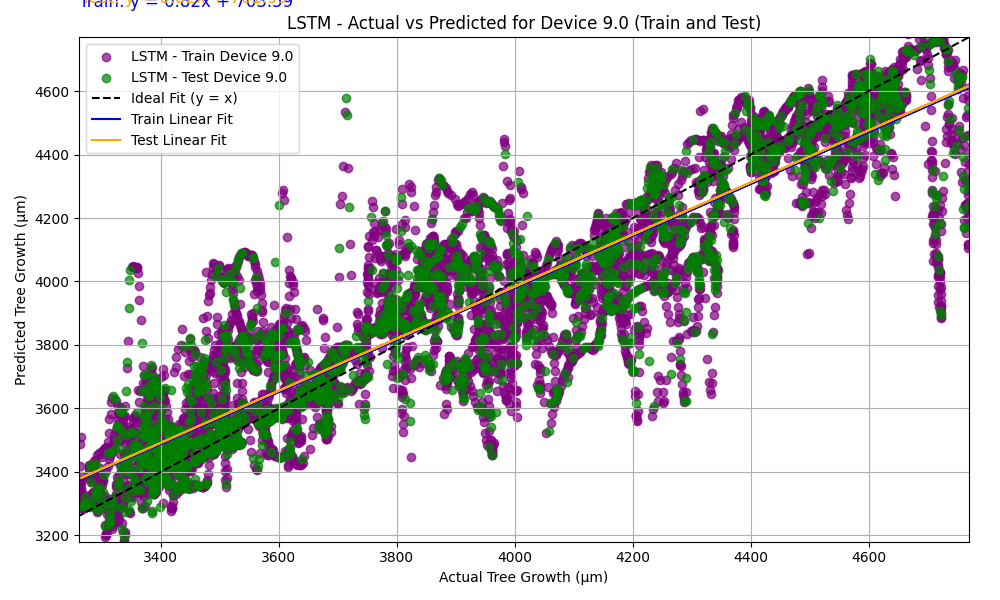 Train: y = 0.82x + 703.59
LSTM - Actual vs Predicted for Device 9.0 (Train and Test)
LSTM - Train Device 9.0
LSTM - Test Device 9.0
Ideal Fit (y = x)
Train Linear Fit
Test Linear Fit
Predicted Tree Growth (μm)
4600
4400
4200
4000
3800
3600
3400
3200
3400 3600 3800 4000 4200 4400 4600
Actual Tree Growth (μm)